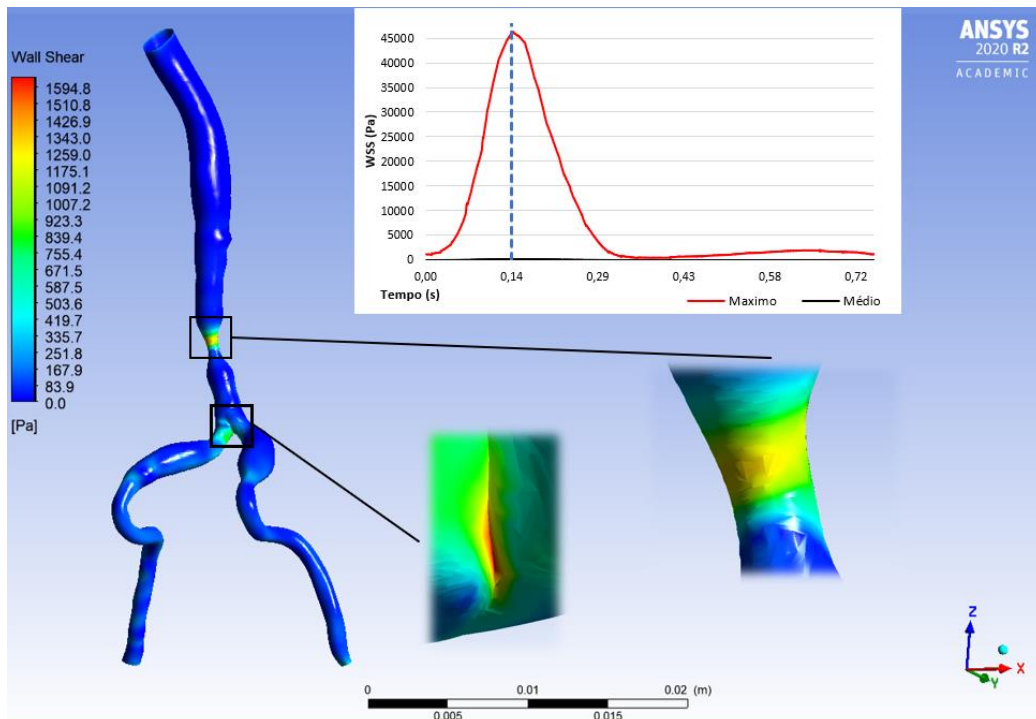 Wall Shear
1594.8
1510.8
1426.9
1343.0
1259.0
1175.1
1091.2
1007.2
923.3
839.4
755.4
671.5
587.5
503.6
419.7
335.7
251.8
167.9
83.9
0.0
[Pa]
WSS (Pa)
45000
40000
35000
30000
25000
20000
15000
10000
5000
0
0,00 0,14 0,29 0,43 0,58 0,72
Tempo (s)
Maximo Médio
ANSYS
2020 R2
ACADEMIC
0 0.01 0.02 (m)
0.005 0.015
Z
X
Y